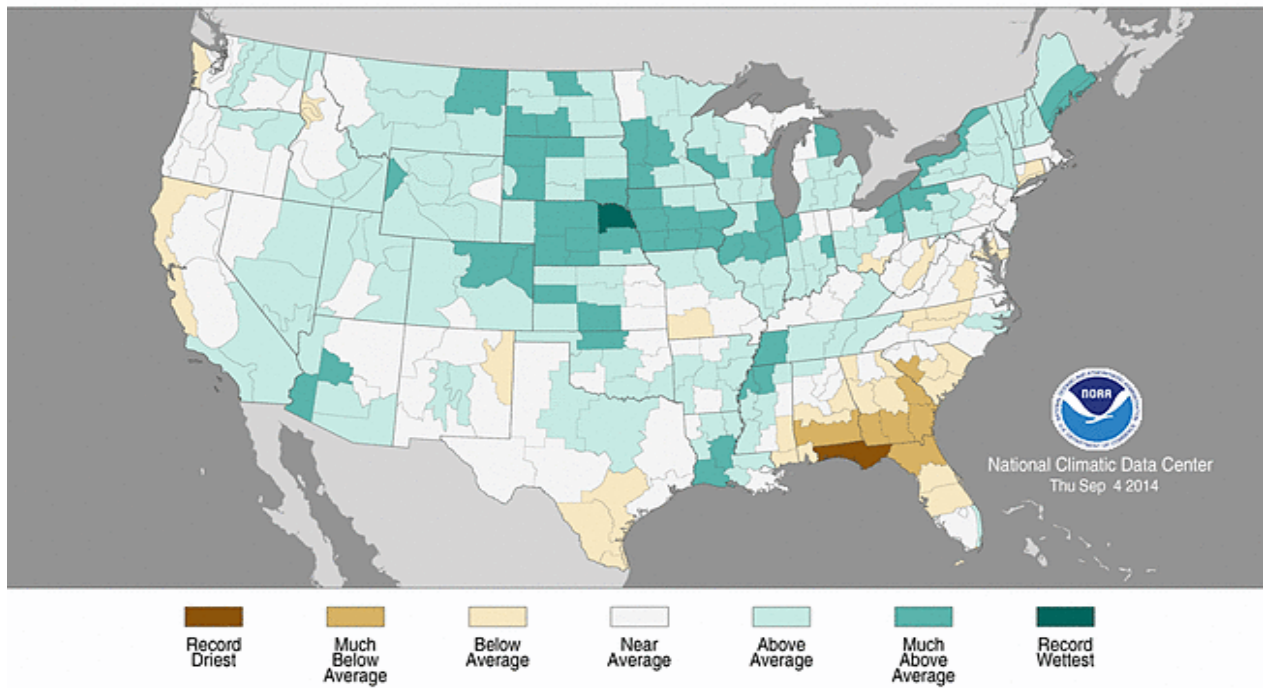 NOAA
National Climatic Data Center
Thu Sep 4 2014
Record
Driest
Much
Below
Average
Below
Average
Near
Average
Above
Average
Much
Above
Average
Record
Wettest